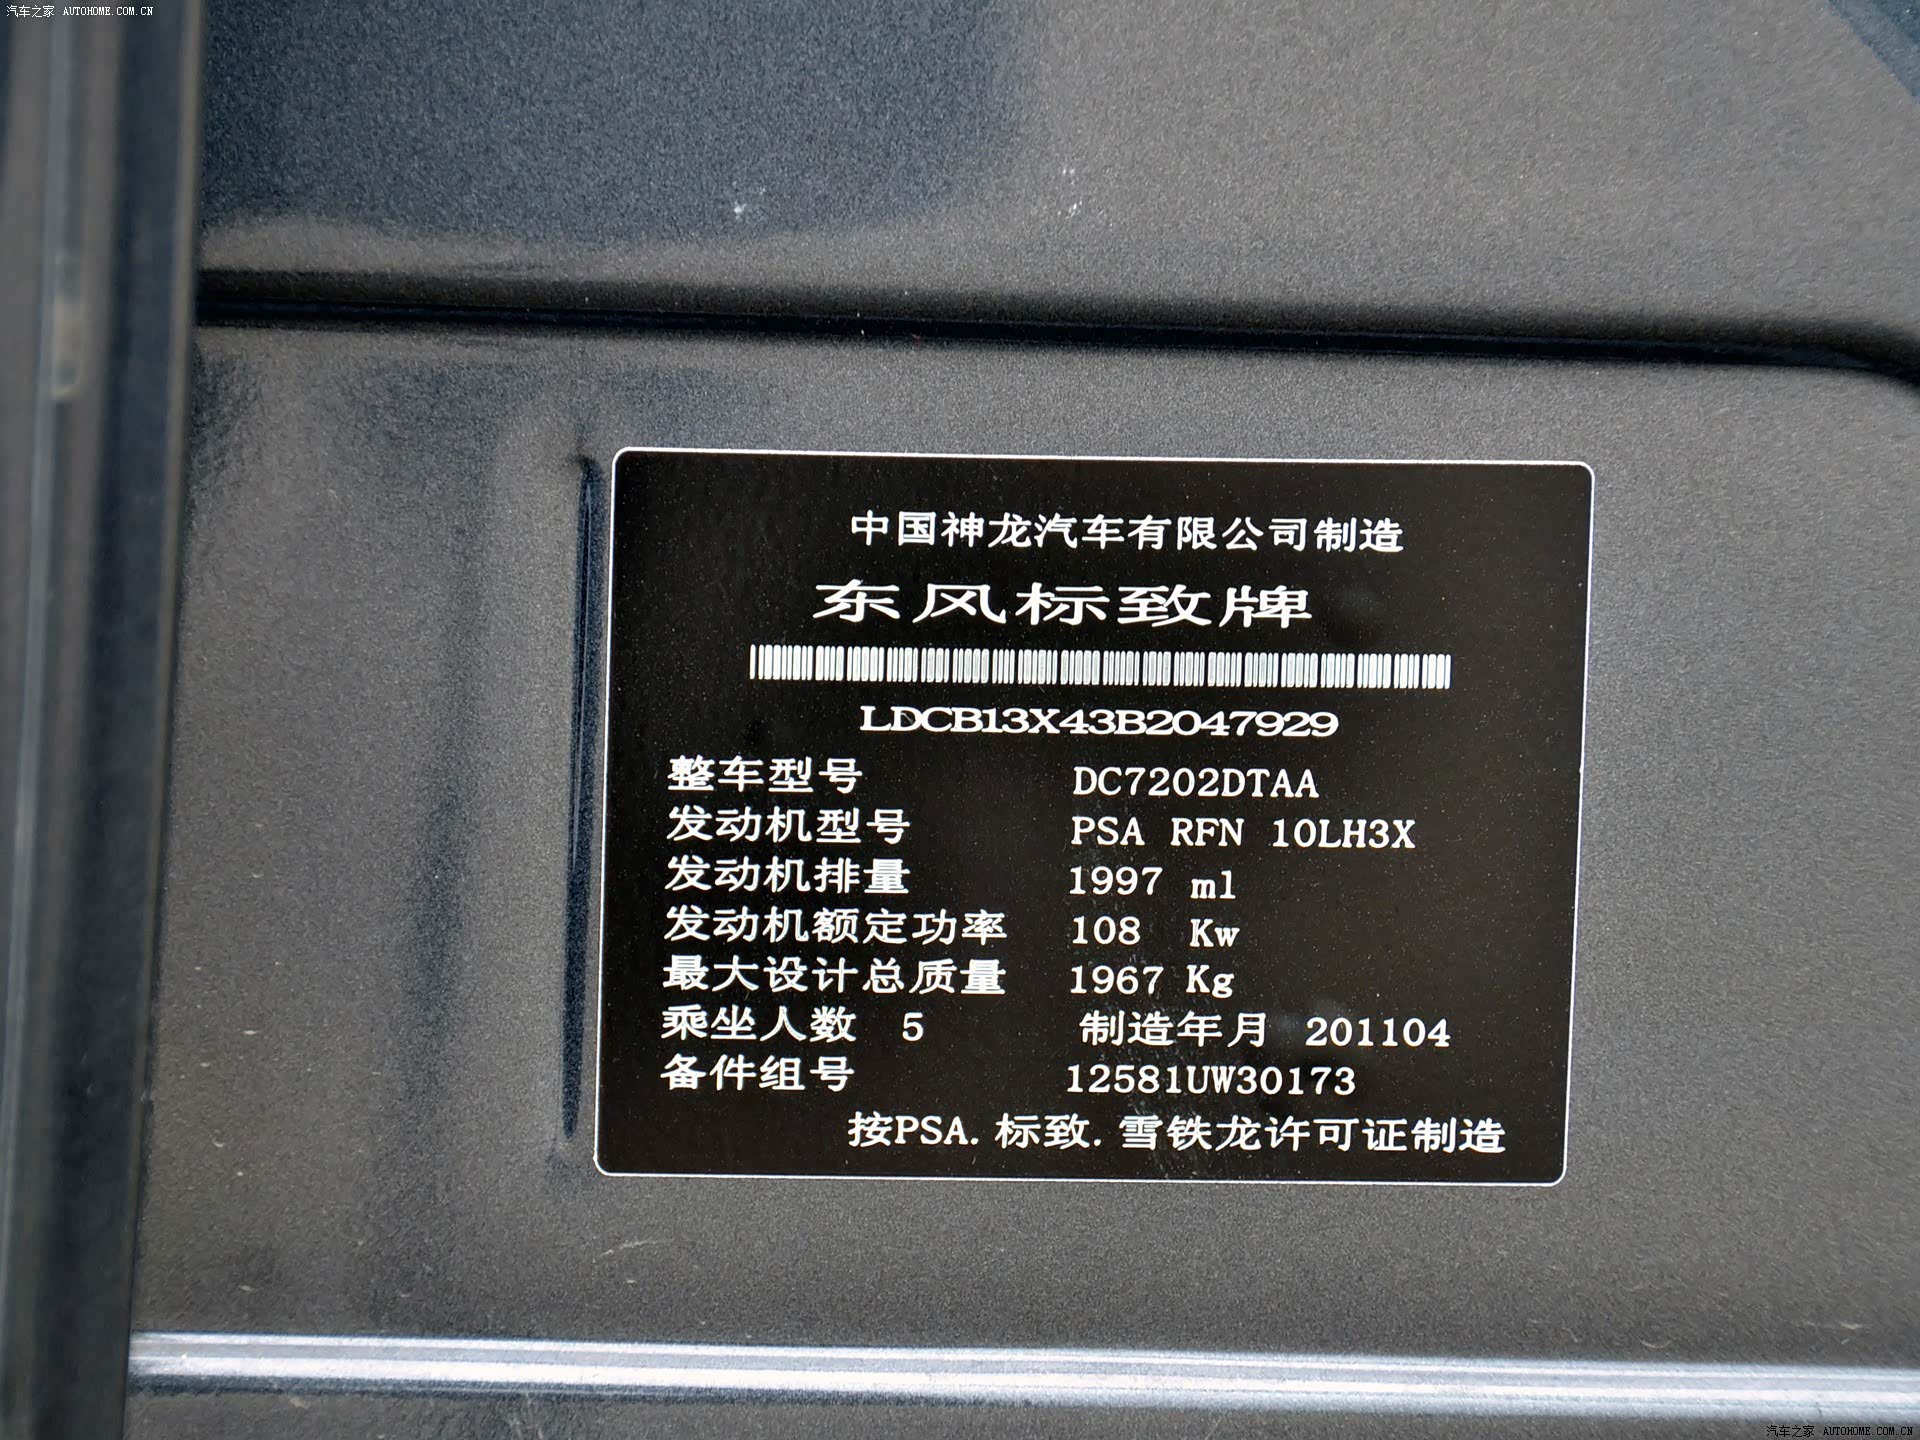 汽车之家 AUTOHOME.COM.CN
中国神龙汽车有限公司制造
东风标致牌
LDCB13X43B2047929
整车型号 DC7202DTAA
发动机型号 PSA RFN 10LH3X
发动机排量 1997 ml
发动机额定功率 108 Kw
最大设计总质量 1967 Kg
乘坐人数 5 制造年月 201104
备件组号 12581UW30173
按PSA.标致.雪铁龙许可证制造
汽车之家 AUTOHOME.COM.CN